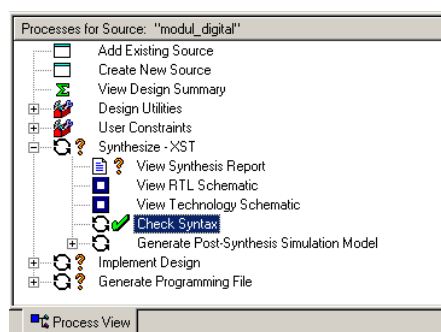 Processes for Source: "modul_digital"
Add Existing Source
Create New Source
View Design Summary
Design Utilities
User Constraints
Synthesize - XST
View Synthesis Report
View RTL Schematic
View Technology Schematic
Check Syntax
Generate Post-Synthesis Simulation Model
Implement Design
Generate Programming File
Process View